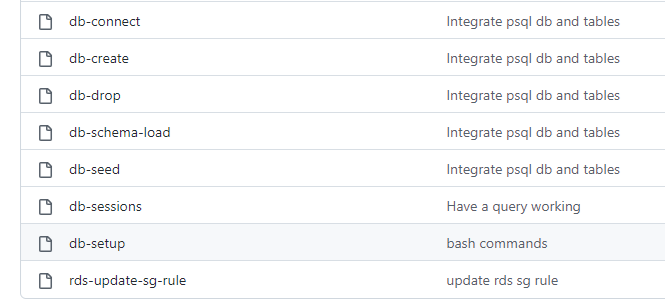 db-connect Integrate psql db and tables
db-create Integrate psql db and tables
db-drop Integrate psql db and tables
db-schema-load Integrate psql db and tables
db-seed Integrate psql db and tables
db-sessions Have a query working
db-setup bash commands
rds-update-sg-rule update rds sg rule